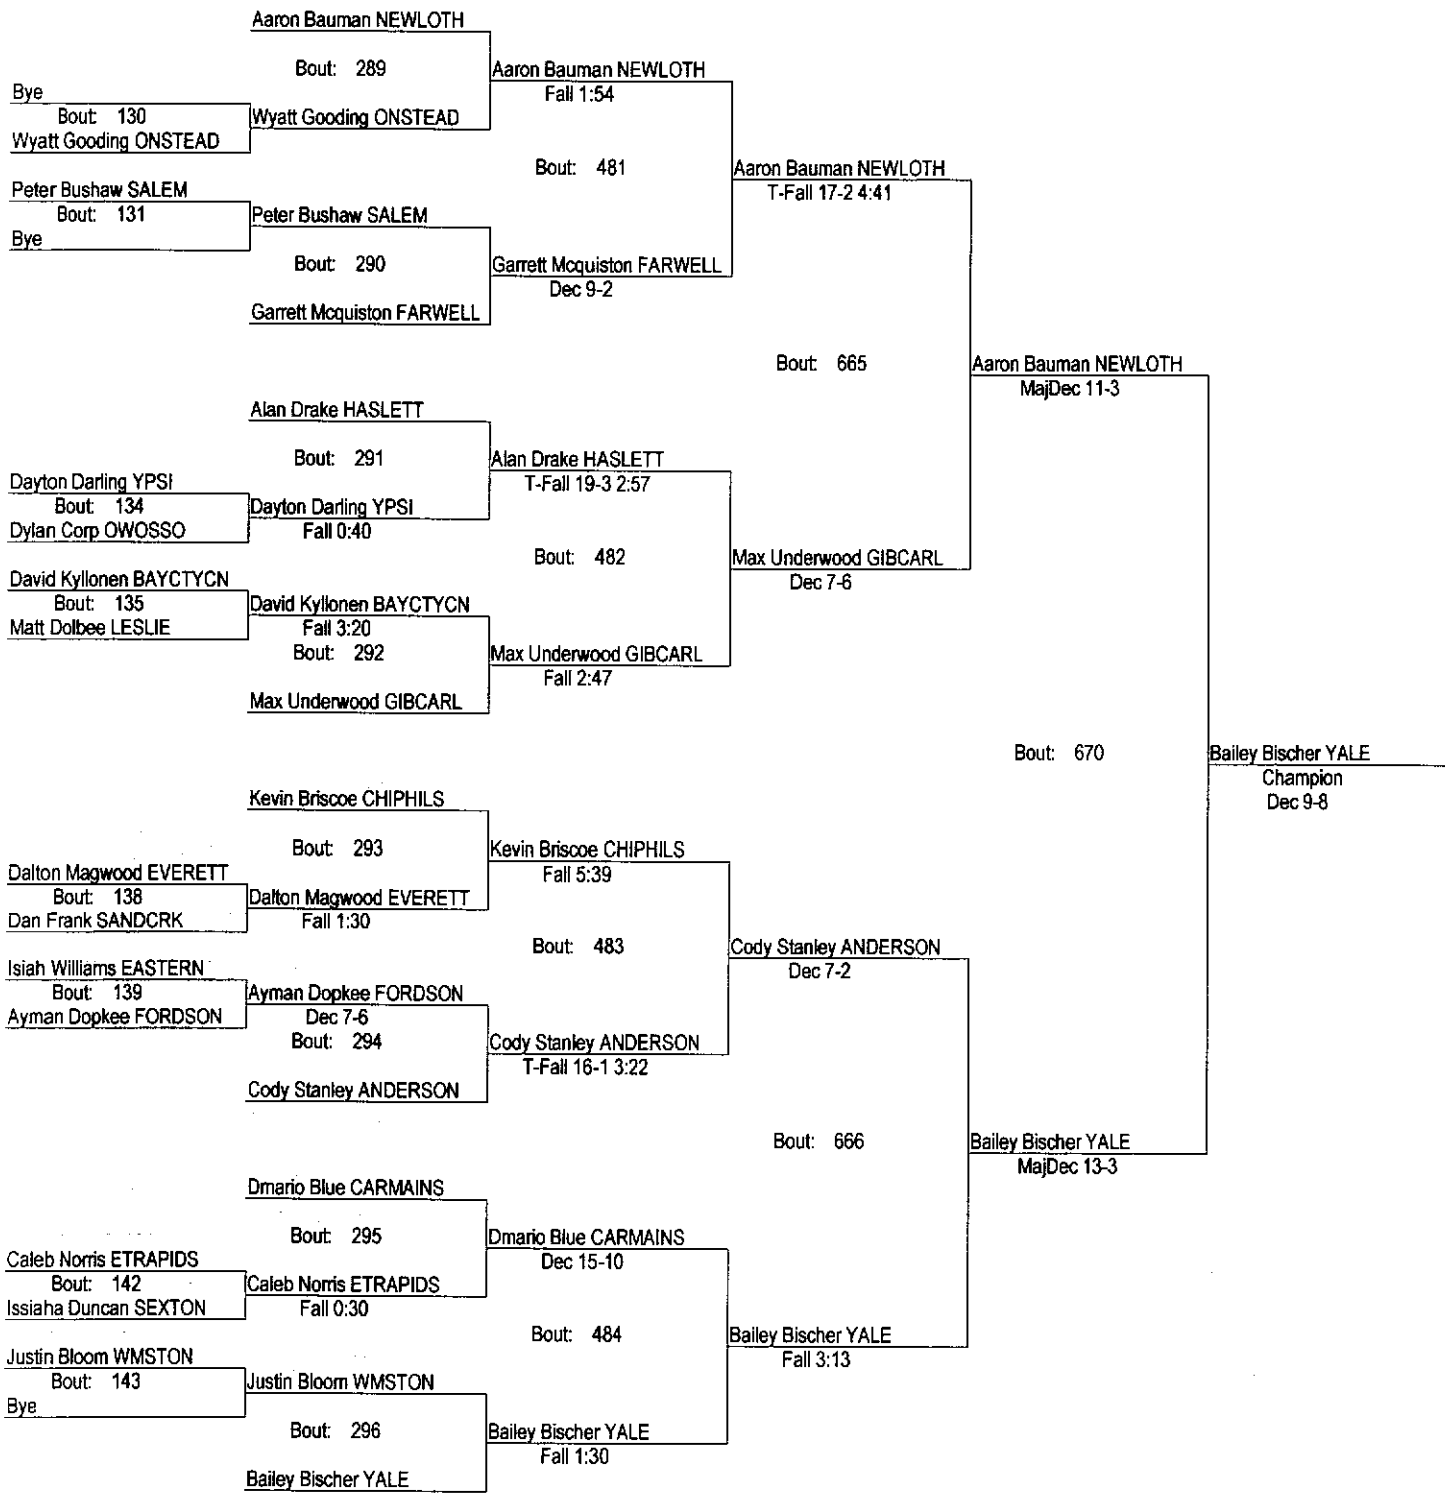 Aaron Bauman NEWLOTH
Bout: 289
Aaron Bauman NEWLOTH
Fall 1:54
Bye
Bout: 130
Wyatt Gooding ONSTEAD
Wyatt Gooding ONSTEAD
Bout: 481
Aaron Bauman NEWLOTH
T-Fall 17-2 4:41
Peter Bushaw SALEM
Bout: 131
Bye
Peter Bushaw SALEM
Bout: 290
Garrett Mcquiston FARWELL
Dec 9-2
Garrett Mcquiston FARWELL
Bout: 665
Aaron Bauman NEWLOTH
MajDec 11-3
Alan Drake HASLETT
Bout: 291
Alan Drake HASLETT
T-Fall 19-3 2:57
Dayton Darling YPSI
Bout: 134
Dylan Corp OWOSSO
Dayton Darling YPSI
Fall 0:40
Bout: 482
Max Underwood GIBCARL
Dec 7-6
David Kyllonen BAYCTYCN
Bout: 135
Matt Dolbee LESLIE
David Kyllonen BAYCTYCN
Fall 3:20
Bout: 292
Max Underwood GIBCARL
Fall 2:47
Max Underwood GIBCARL
Bout: 670
Bailey Bischer YALE
Champion
Dec 9-8
Kevin Briscoe CHIPHILS
Bout: 293
Kevin Briscoe CHIPHILS
Fall 5:39
Dalton Magwood EVERETT
Bout: 138
Dan Frank SANDCRK
Dalton Magwood EVERETT
Fall 1:30
Bout: 483
Cody Stanley ANDERSON
Dec 7-2
Isiah Williams EASTERN
Bout: 139
Ayman Dopkee FORDSON
Ayman Dopkee FORDSON
Dec 7-6
Bout: 294
Cody Stanley ANDERSON
T-Fall 16-1 3:22
Cody Stanley ANDERSON
Bout: 666
Bailey Bischer YALE
MajDec 13-3
Dmario Blue CARMAINS
Bout: 295
Dmario Blue CARMAINS
Dec 15-10
Caleb Norris ETRAPIDS
Bout: 142
Issiaha Duncan SEXTON
Caleb Norris ETRAPIDS
Fall 0:30
Bout: 484
Bailey Bischer YALE
Fall 3:13
Justin Bloom WMSTON
Bout: 143
Bye
Justin Bloom WMSTON
Bout: 296
Bailey Bischer YALE
Fall 1:30
Bailey Bischer YALE